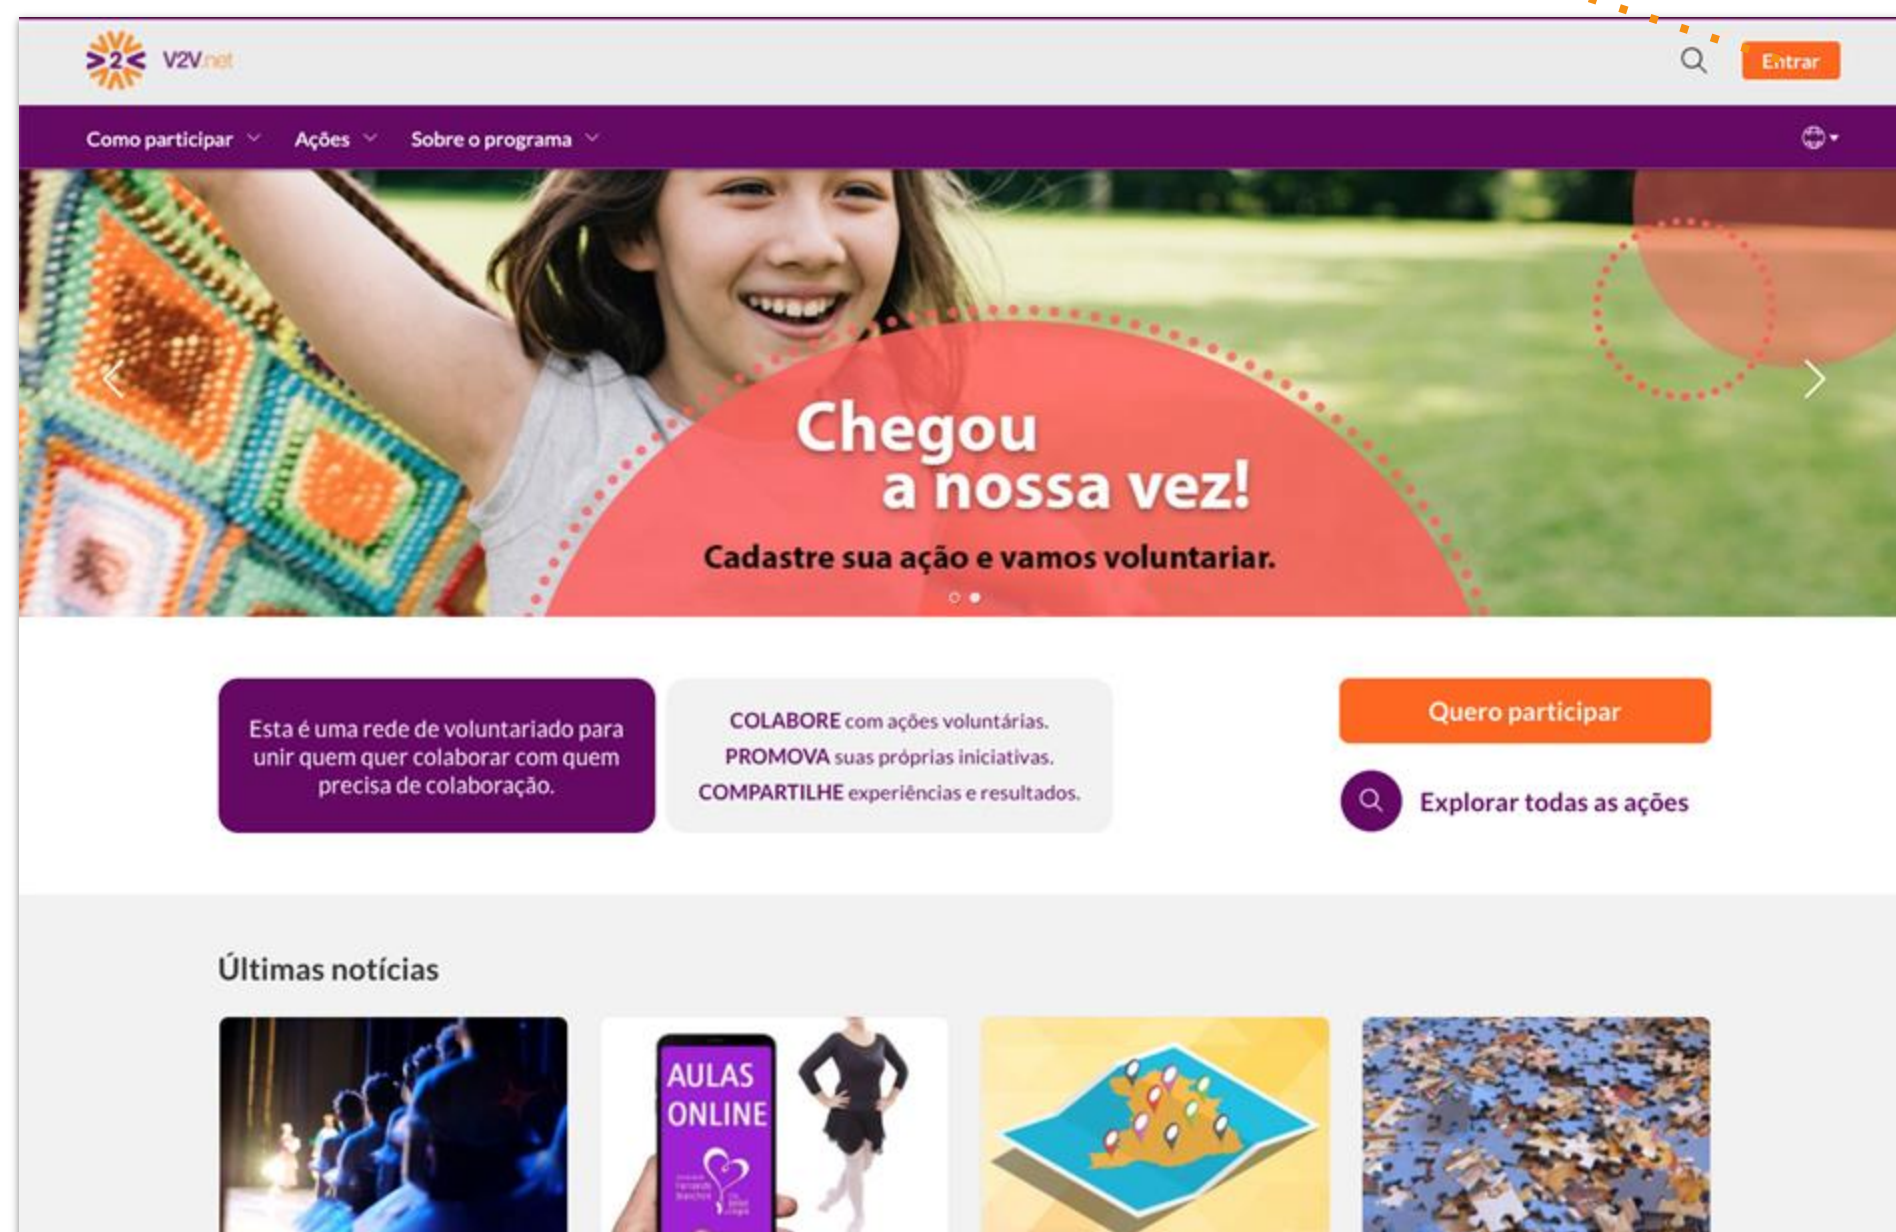 >2<
V2V.net
Entrar
Como participar
Ações
Sobre o programa
Chegou
a nossa vez!
Cadastre sua ação e vamos voluntariar.
Esta é uma rede de voluntariado para
unir quem quer colaborar com quem
precisa de colaboração.
COLABORE com ações voluntárias.
PROMOVA suas próprias iniciativas.
COMPARTILHE experiências e resultados.
Quero participar
Explorar todas as ações
Últimas notícias
AULAS
ONLINE